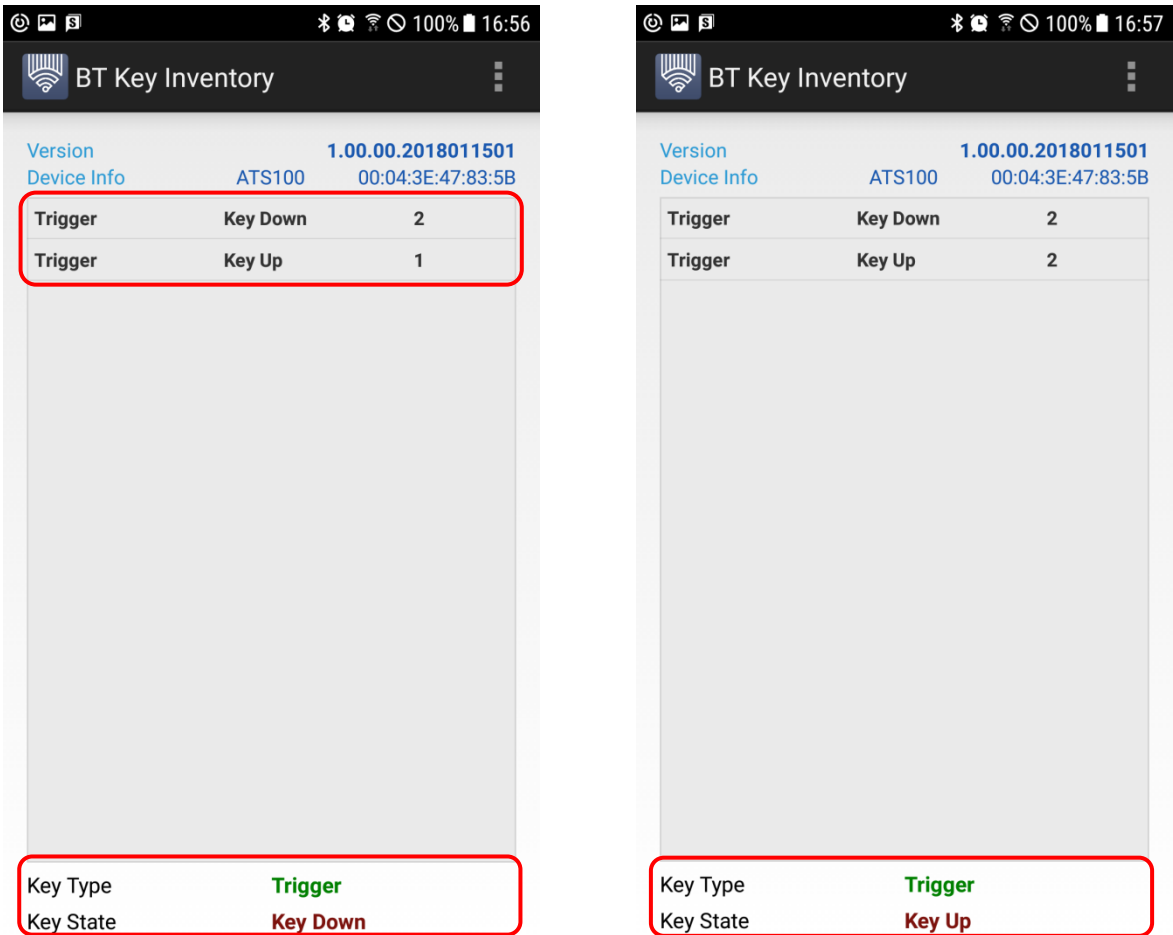 100% 16:56
BT Key Inventory
Version 1.00.00.2018011501
Device Info ATS100 00:04:3E:47:83:5B
Trigger Key Down 2
Trigger Key Up 1
Key Type Trigger
Key State Key Down
100% 16:57
BT Key Inventory
Version 1.00.00.2018011501
Device Info ATS100 00:04:3E:47:83:5B
Trigger Key Down 2
Trigger Key Up 2
Key Type Trigger
Key State Key Up